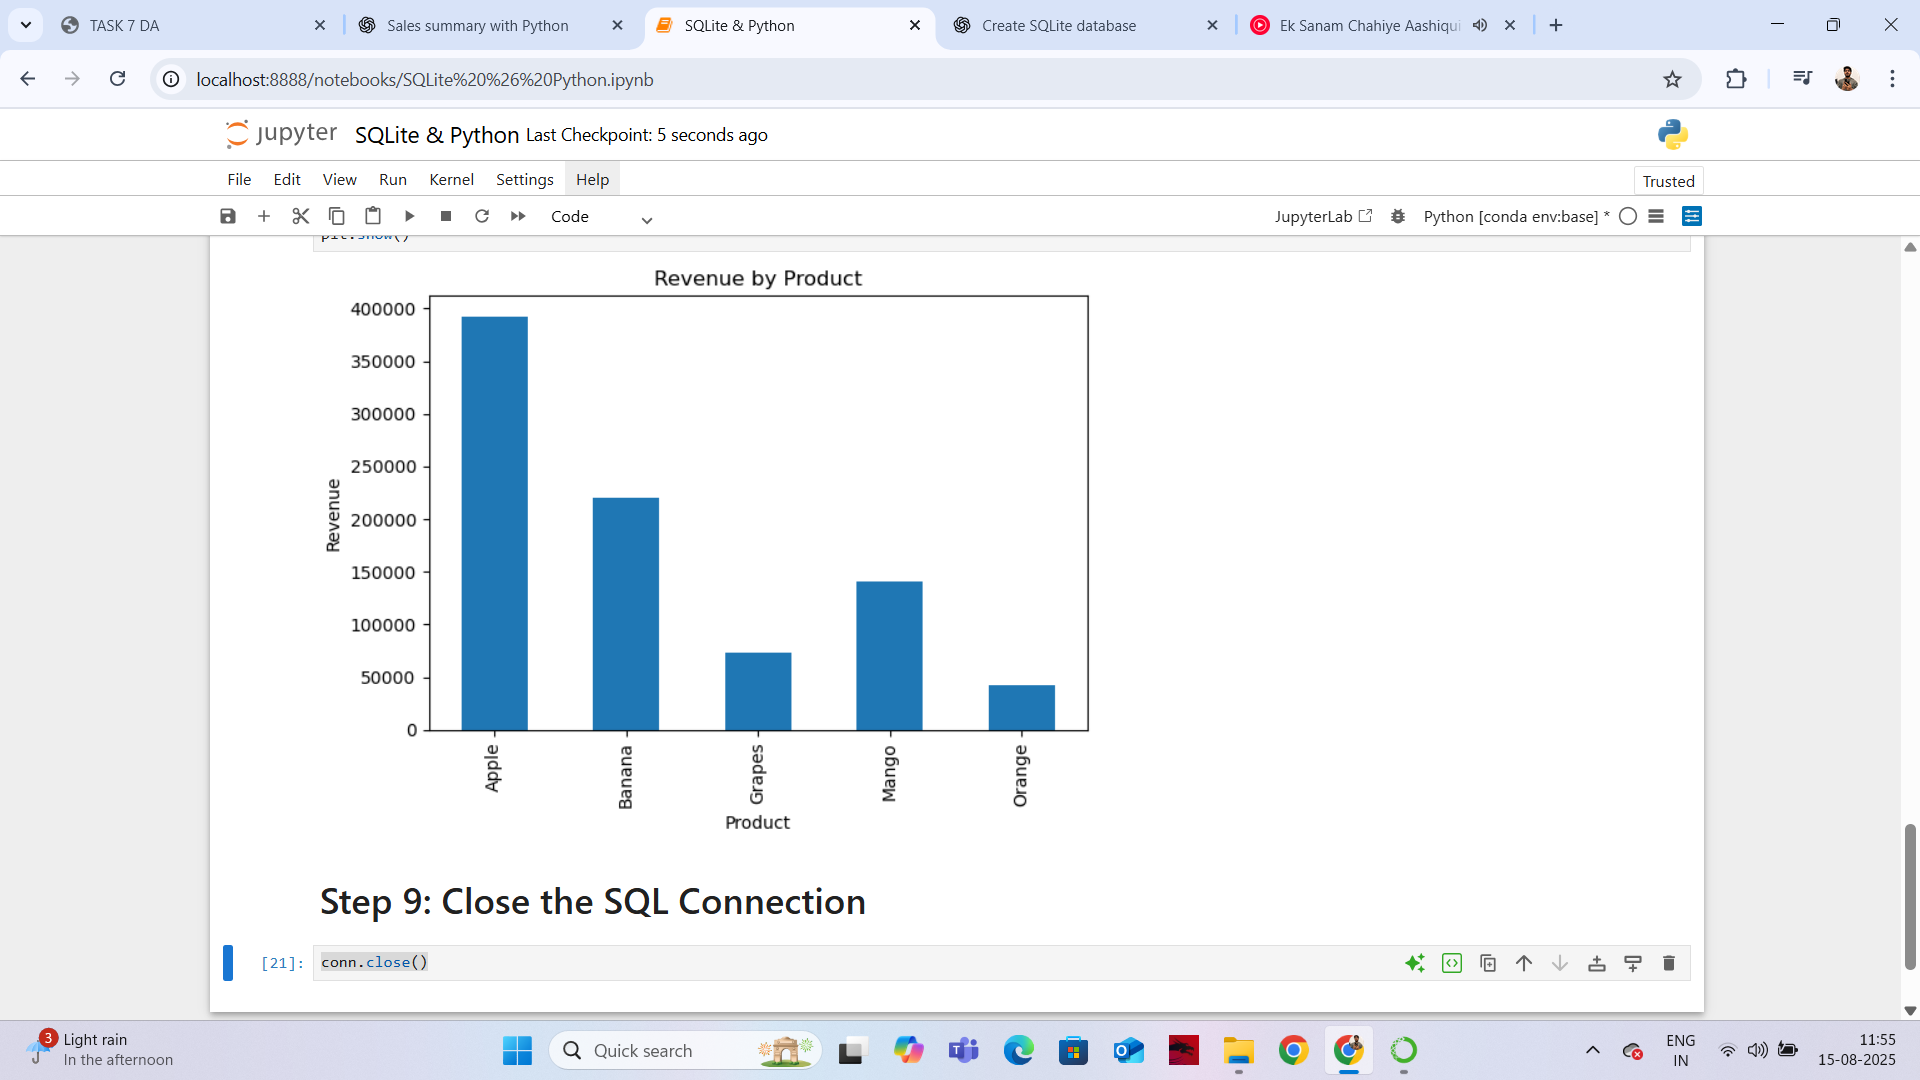 TASK 7 DA
Sales summary with Python
SQLite & Python
Create SQLite database
Ek Sanam Chahiye Aashiqui
localhost:8888/notebooks/SQLite%20%26%20Python.ipynb
jupyter SQLite & Python Last Checkpoint: 5 seconds ago
File Edit View Run Kernel Settings Help
Trusted
Code
JupyterLab
Python [conda env:base] *
plt.show()
Revenue by Product
400000
350000
300000
250000
200000
150000
100000
50000
0
Revenue
Apple
Banana
Grapes
Mango
Orange
Product
Step 9: Close the SQL Connection
[21]: conn.close()
3
Light rain
In the afternoon
Quick search
ENG
IN
11:55
15-08-2025